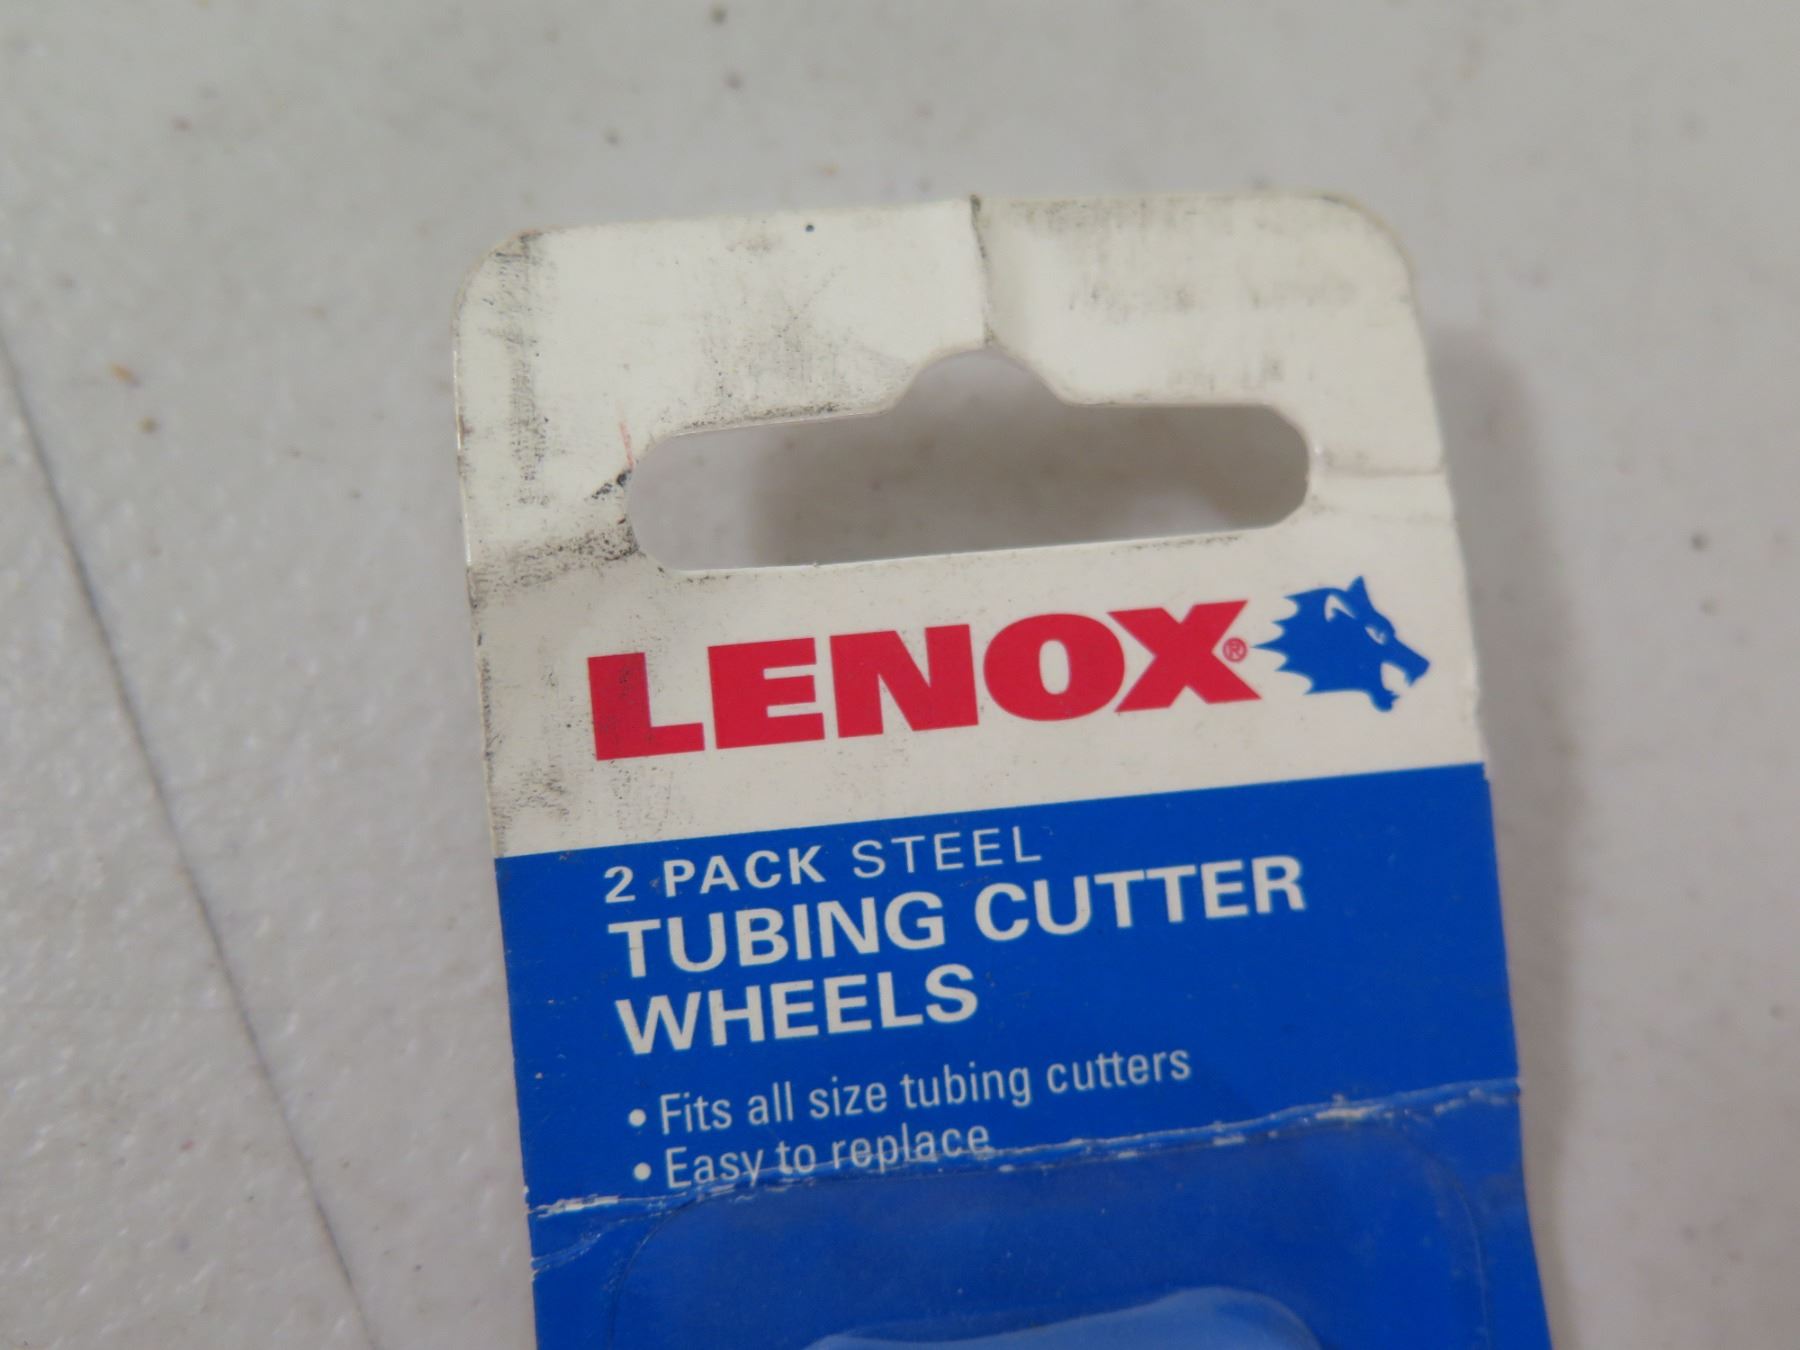 LENOX®
2 PACK STEEL
TUBING CUTTER
WHEELS
• Fits all size tubing cutters
• Easy to replace